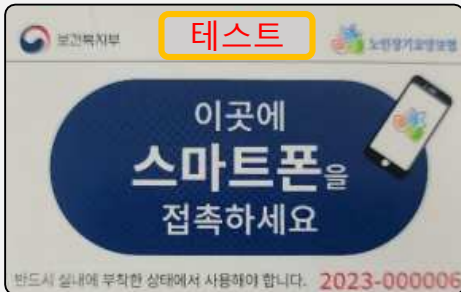 보건복지부
테스트
노인장기요양보험
이곳에
스마트폰을
접촉하세요
반드시 실내에 부착한 상태에서 사용해야 합니다. 2023-000006